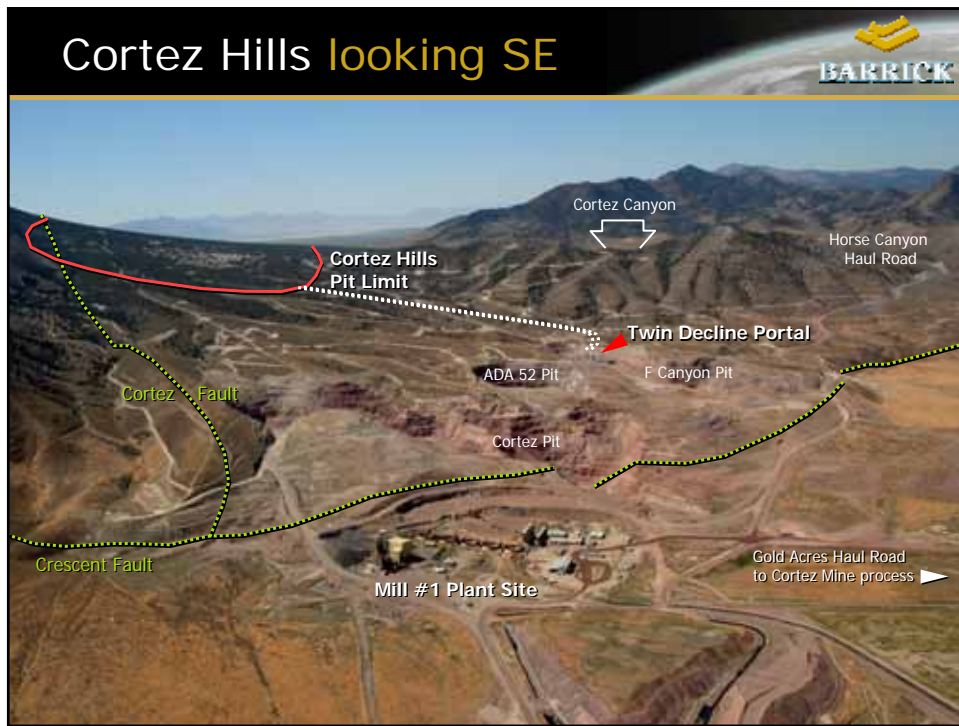 Cortez Hills looking SE
BARRICK
Cortez Canyon
Horse Canyon
Haul Road
Cortez Hills
Pit Limit
Twin Decline Portal
ADA 52 Pit
F Canyon Pit
Cortez Fault
Cortez Pit
Crescent Fault
Gold Acres Haul Road
to Cortez Mine process
Mill #1 Plant Site